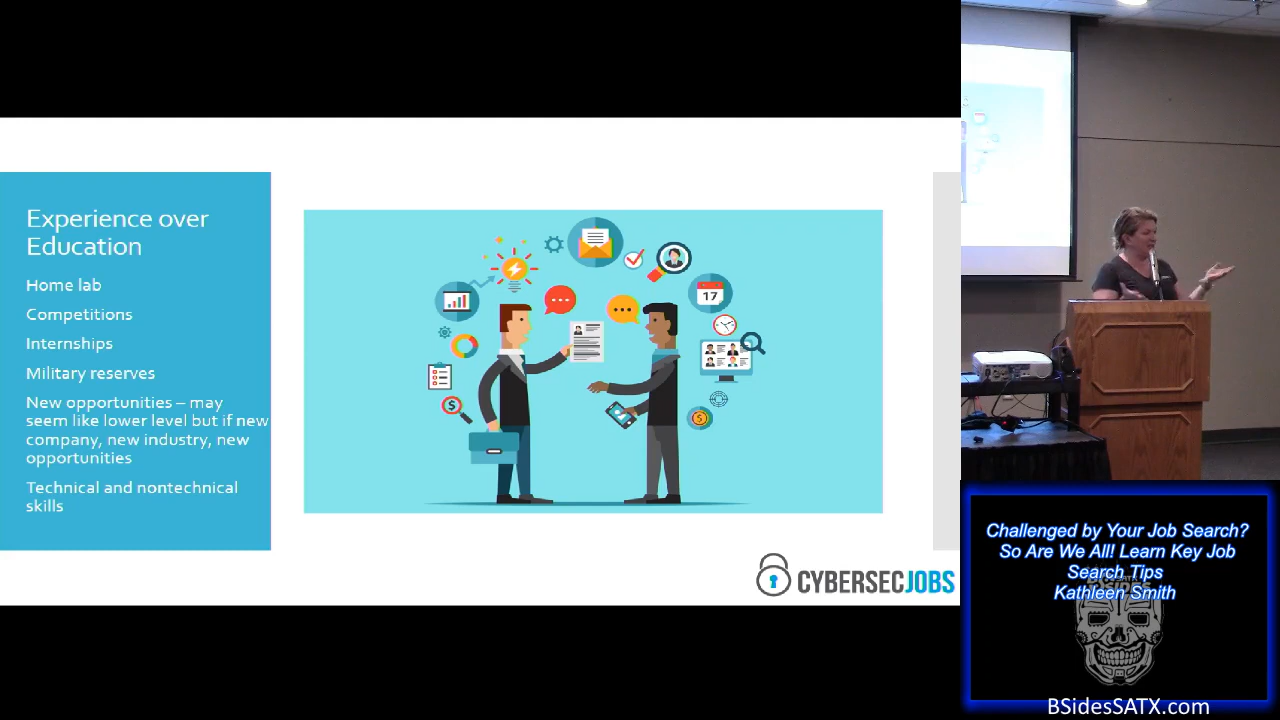 Experience over
Education
Home lab
Competitions
Internships
Military reserves
New opportunities – may
seem like lower level but if new
company, new industry, new
opportunities
Technical and nontechnical
skills
17
CYBERSECJOBS
Challenged by Your Job Search?
So Are We All! Learn Key Job
Search Tips
Kathleen Smith
BSidesSATX.com